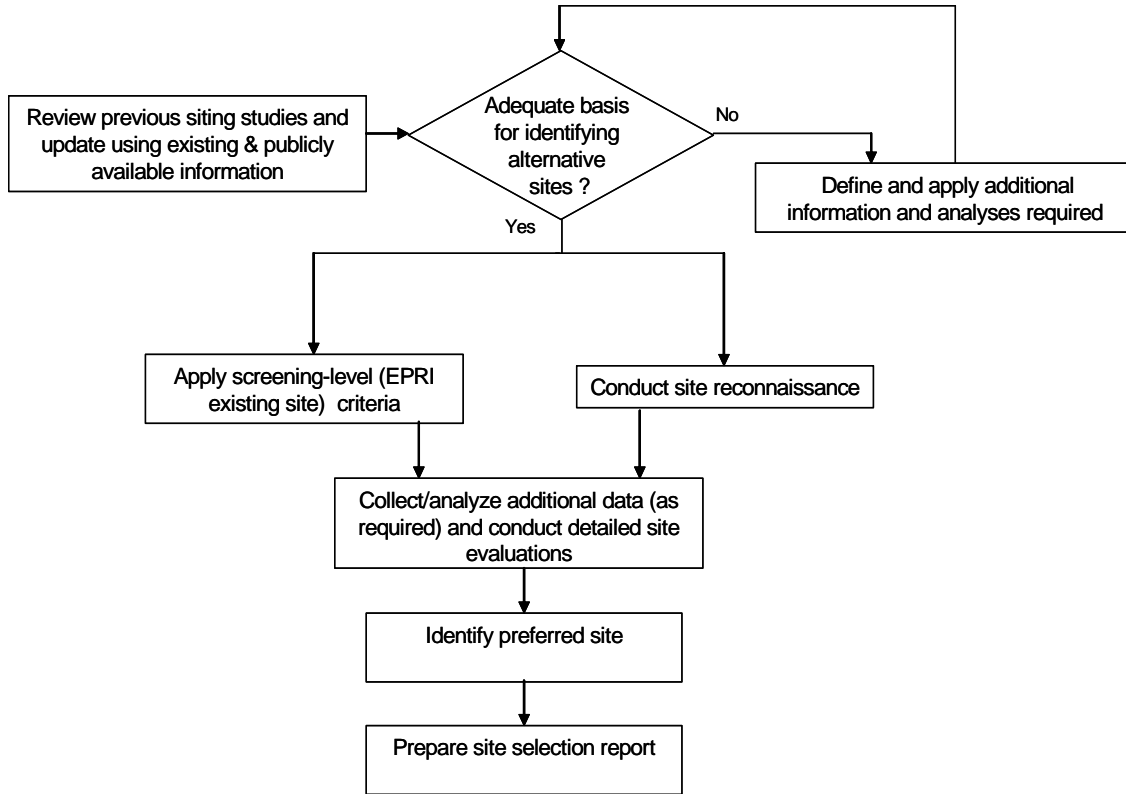 Review previous siting studies and
update using existing & publicly
available information
Adequate basis
for identifying
alternative
sites ?
No
Define and apply additional
information and analyses required
Yes
Apply screening-level (EPRI
existing site) criteria
Conduct site reconnaissance
Collect/analyze additional data (as
required) and conduct detailed site
evaluations
Identify preferred site
Prepare site selection report